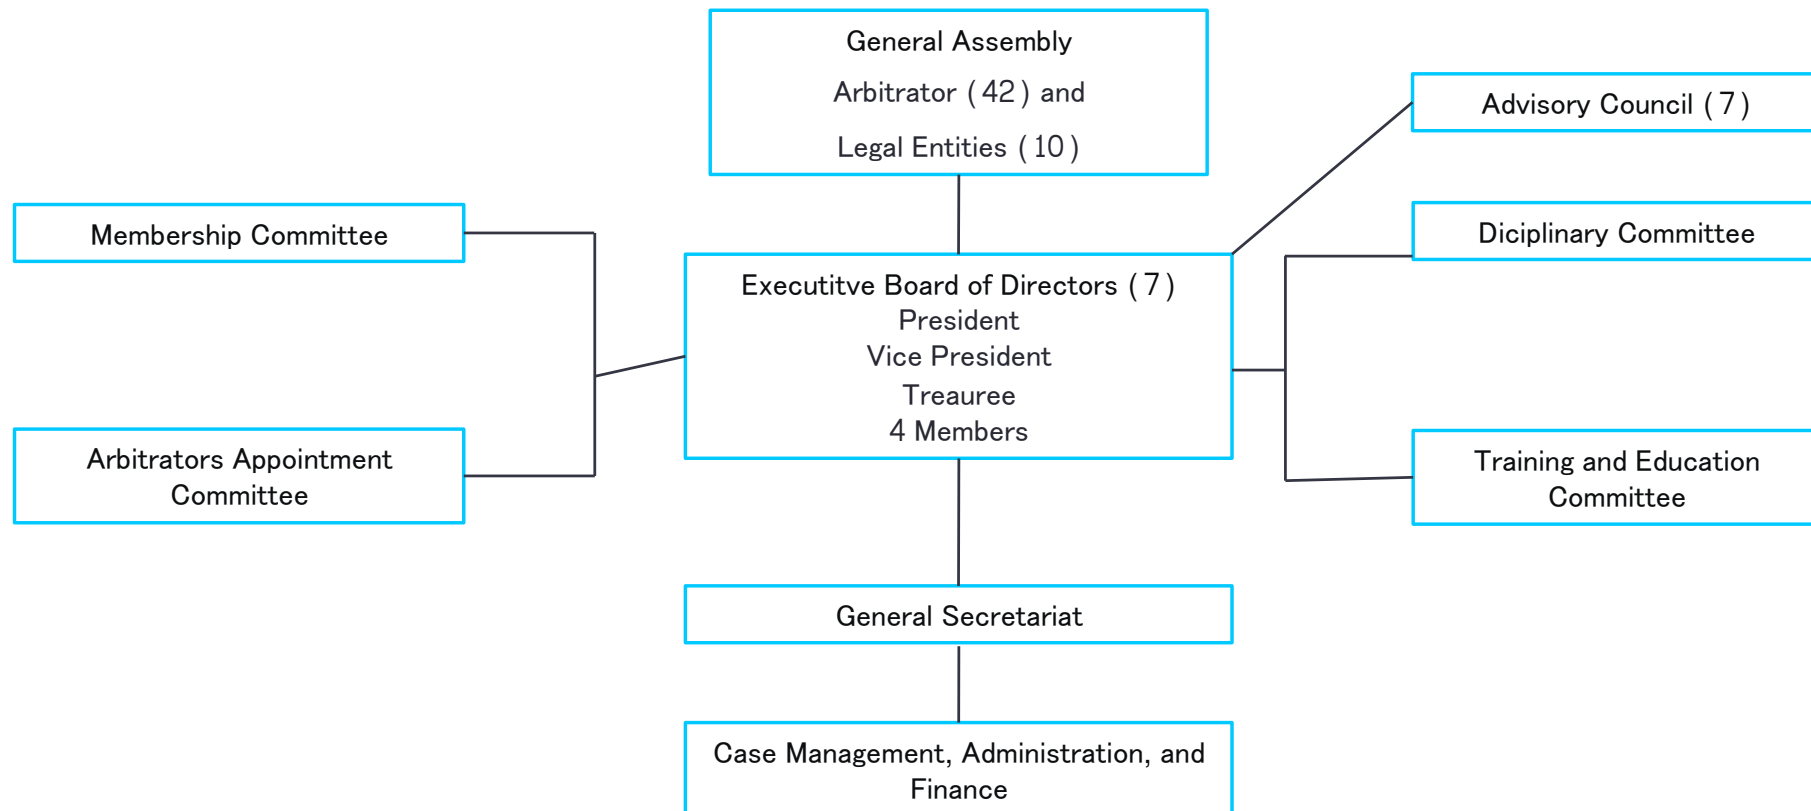 General Assembly
Arbitrator (42) and
Legal Entities (10)
Advisory Council (7)
Membership Committee
Diciplinary Committee
Executitve Board of Directors (7)
President
Vice President
Treauree
4 Members
Arbitrators Appointment
Committee
Training and Education
Committee
General Secretariat
Case Management, Administration, and
Finance